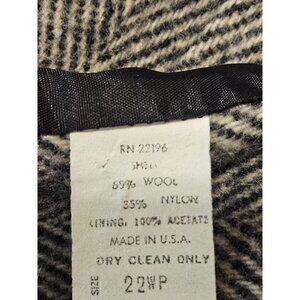 RN 22196
SHELL
65% WOOL
35% NYLON
LINING, 100% ACETATE
MADE IN U.S.A.
DRY CLEAN ONLY
SIZE 22WP